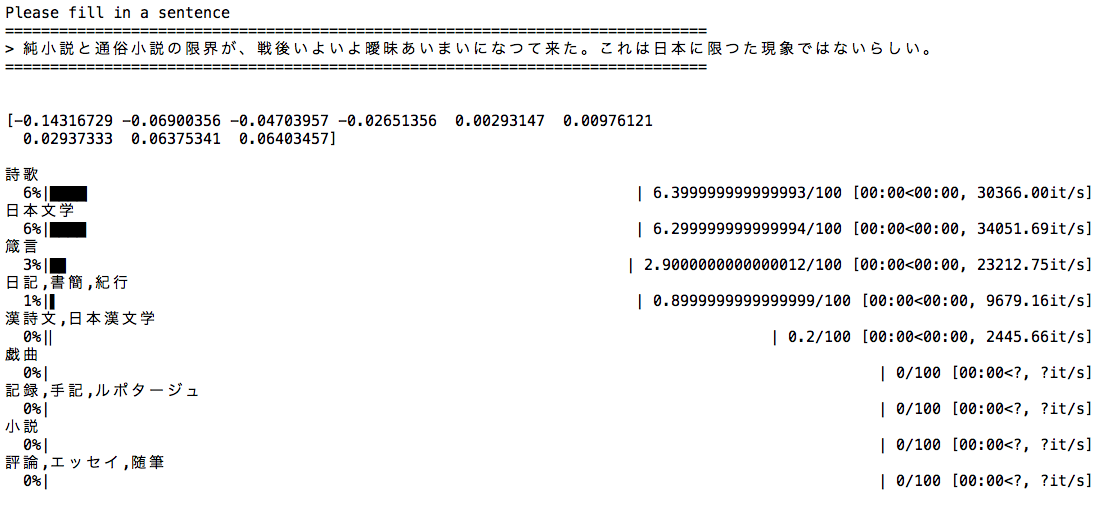 Please fill in a sentence
==============================================================================
> 純小説と通俗小説の限界が、戦後いよいよ曖昧あいまいになつて来た。これは日本に限つた現象ではないらしい。
==============================================================================
[-0.14316729 -0.06900356 -0.04703957 -0.02651356  0.00293147  0.00976121
  0.02937333  0.06375341  0.06403457]
詩歌
  6%|████ | 6.399999999999993/100 [00:00<00:00, 30366.00it/s]
日本文学
  6%|████ | 6.299999999999994/100 [00:00<00:00, 34051.69it/s]
箴言
  3%|█▊ | 2.9000000000000012/100 [00:00<00:00, 23212.75it/s]
日記,書簡,紀行
  1%|▌ | 0.8999999999999999/100 [00:00<00:00, 9679.16it/s]
漢詩文,日本漢文学
  0%|▏ | 0.2/100 [00:00<00:00, 2445.66it/s]
戯曲
  0%| | 0/100 [00:00<?, ?it/s]
記録,手記,ルポタージュ
  0%| | 0/100 [00:00<?, ?it/s]
小説
  0%| | 0/100 [00:00<?, ?it/s]
評論,エッセイ,随筆
  0%| | 0/100 [00:00<?, ?it/s]